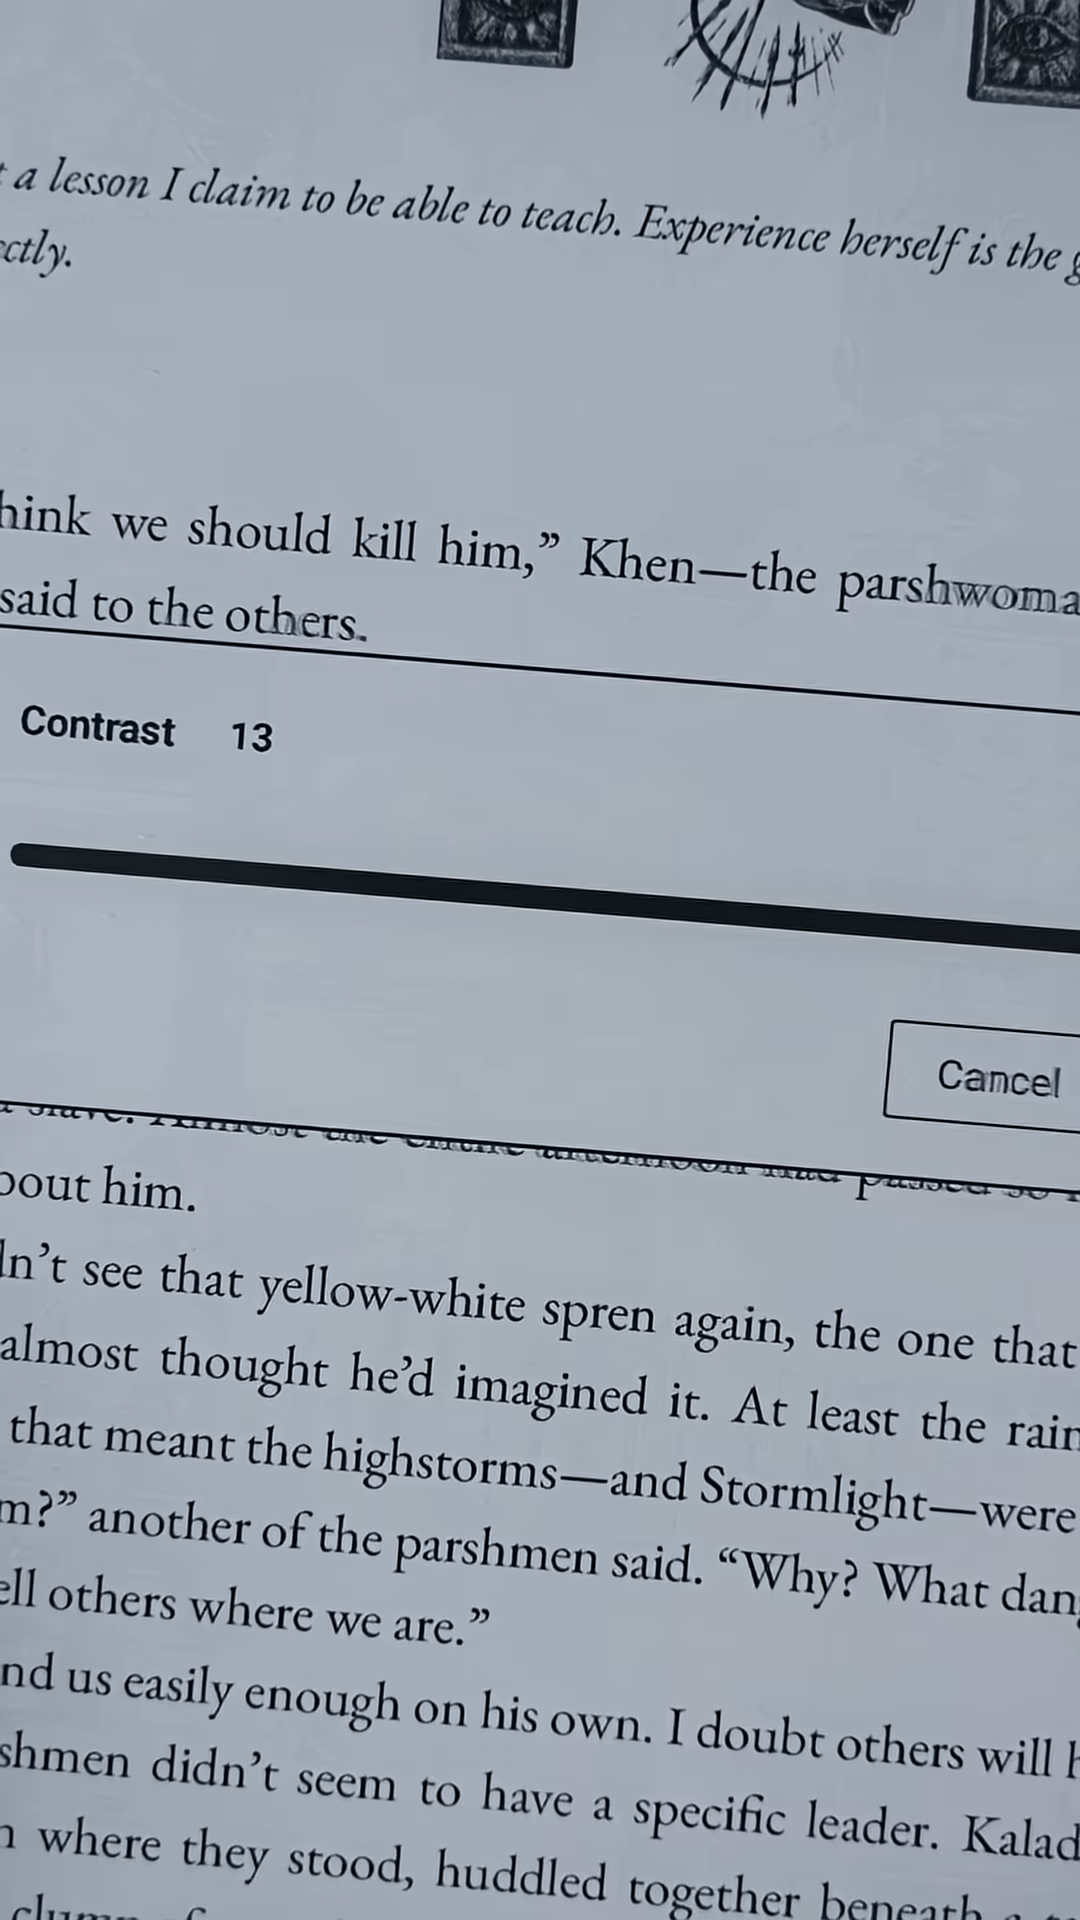 a lesson I claim to be able to teach. Experience herself is the
ctly.
hink we should kill him,” Khen—the parshwoma
said to the others.
Contrast 13
Cancel
bout him.
dn’t see that yellow-white spren again, the one that
almost thought he’d imagined it. At least the rain
that meant the highstorms—and Stormlight—were
m?” another of the parshmen said. “Why? What dan
ell others where we are.”
nd us easily enough on his own. I doubt others will h
shmen didn’t seem to have a specific leader. Kalad
where they stood, huddled together beneath a